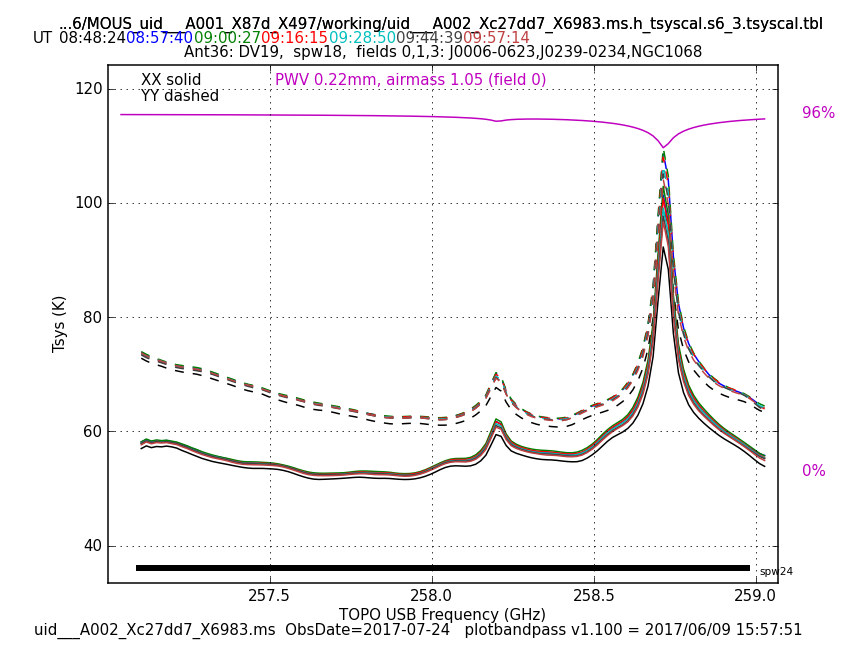 ...6/MOUS_uid___A001_X87d_X497/working/uid___A002_Xc27dd7_X6983.ms.h_tsyscal.s6_3.tsyscal.tbl
UT 08:48:24 08:57:40 09:00:27 09:16:15 09:28:50 09:44:39 09:57:14
Ant36: DV19, spw18, fields 0,1,3: J0006-0623,J0239-0234,NGC1068
XX solid PWV 0.22mm, airmass 1.05 (field 0)
YY dashed
120
96%
100
80
Tsys (K)
60
0%
40
spw24
257.5 258.0 258.5 259.0
TOPO USB Frequency (GHz)
uid___A002_Xc27dd7_X6983.ms ObsDate=2017-07-24 plotbandpass v1.100 = 2017/06/09 15:57:51